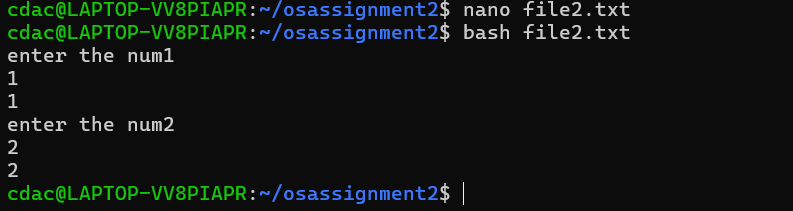 cdac@LAPTOP-VV8PIAPR:~/osassignment2$ nano file2.txt
cdac@LAPTOP-VV8PIAPR:~/osassignment2$ bash file2.txt
enter the num1
1
1
enter the num2
2
2
cdac@LAPTOP-VV8PIAPR:~/osassignment2$